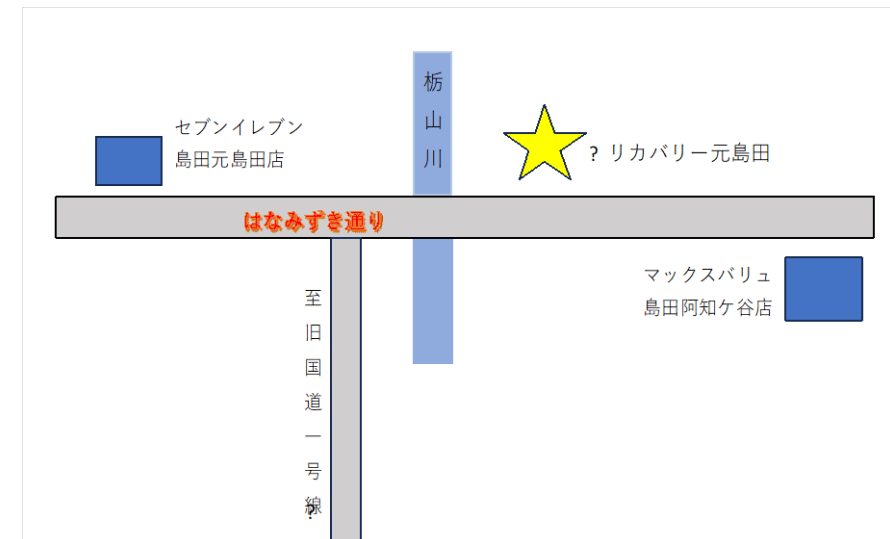 栃山川
セブンイレブン
島田元島田店
? リカバリー元島田
はなみずき通り
マックスバリュ
島田阿知ケ谷店
至旧国道一号線
?